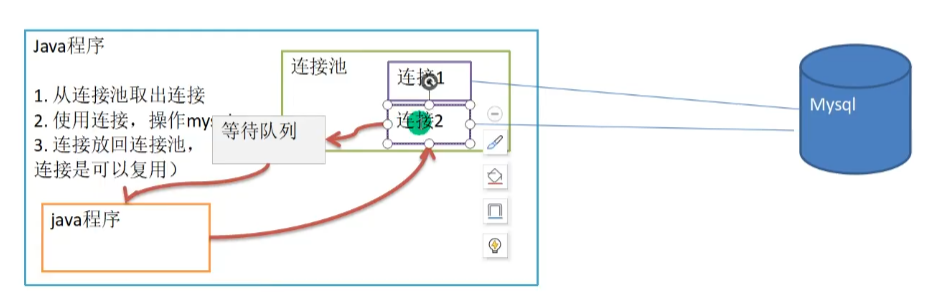 Java程序
连接池
连接1
1. 从连接池取出连接
2. 使用连接，操作mys
连接2
Mysql
等待队列
3. 连接放回连接池，
连接是可以复用）
java程序